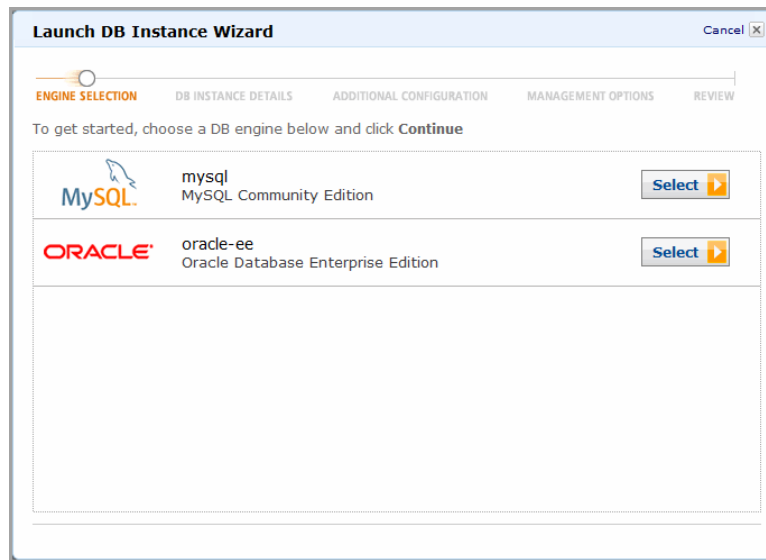 Launch DB Instance Wizard
Cancel
ENGINE SELECTION DB INSTANCE DETAILS ADDITIONAL CONFIGURATION MANAGEMENT OPTIONS REVIEW
To get started, choose a DB engine below and click Continue
MySQL
mysql
MySQL Community Edition
Select
ORACLE
oracle-ee
Oracle Database Enterprise Edition
Select